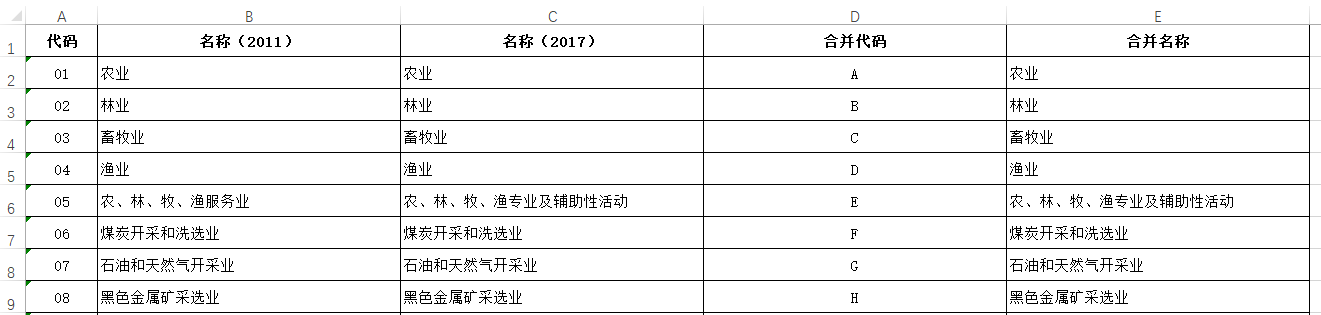 A B C D E
1 代码 名称（2011） 名称（2017） 合并代码 合并名称
2 01 农业 农业 A 农业
3 02 林业 林业 B 林业
4 03 畜牧业 畜牧业 C 畜牧业
5 04 渔业 渔业 D 渔业
6 05 农、林、牧、渔服务业 农、林、牧、渔专业及辅助性活动 E 农、林、牧、渔专业及辅助性活动
7 06 煤炭开采和洗选业 煤炭开采和洗选业 F 煤炭开采和洗选业
8 07 石油和天然气开采业 石油和天然气开采业 G 石油和天然气开采业
9 08 黑色金属矿采选业 黑色金属矿采选业 H 黑色金属矿采选业